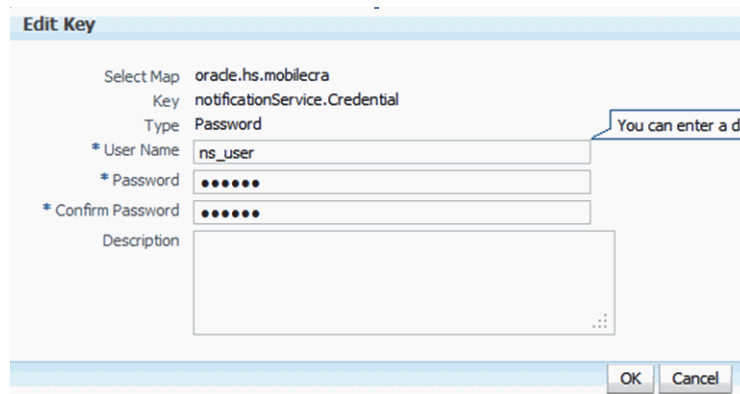 Edit Key
Select Map oracle.hs.mobilecra
Key notificationService.Credential
Type Password
You can enter a d
* User Name ns_user
* Password ●●●●●●
* Confirm Password ●●●●●●
Description
OK Cancel